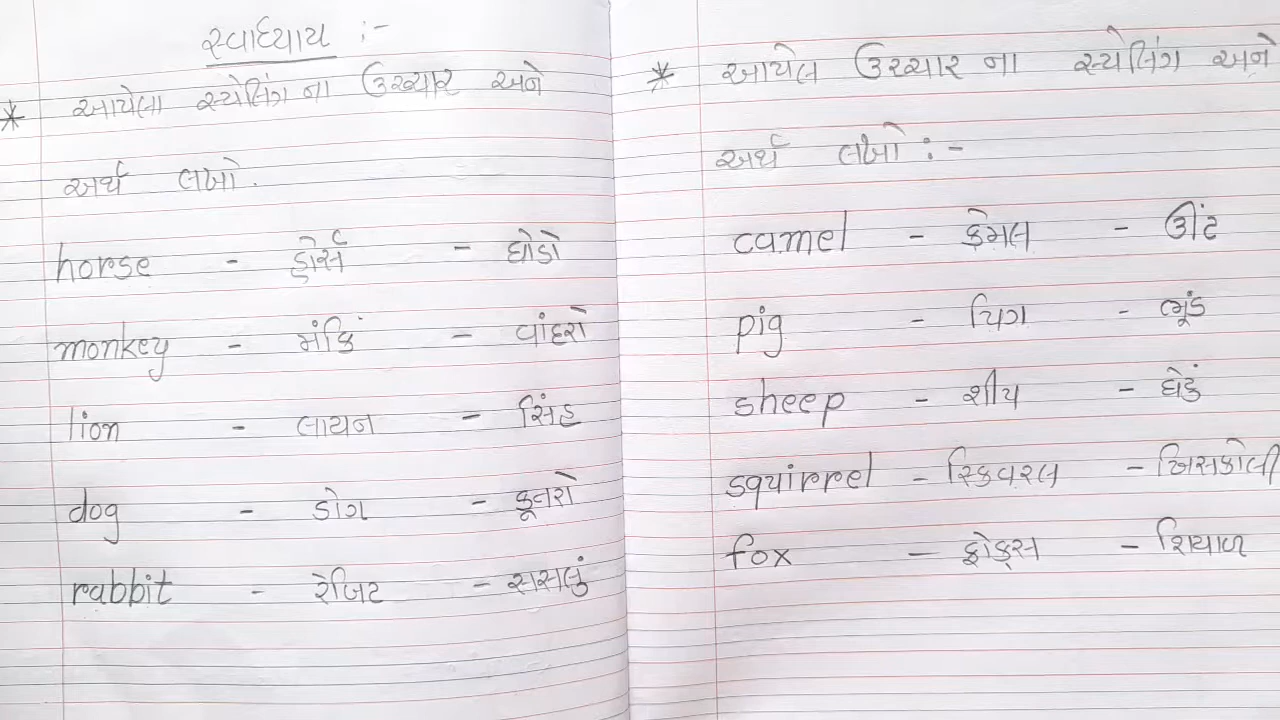 સ્વાધ્યાય :-
* આપેલા સ્પેલિંગ ના ઉચ્ચાર અને
અર્થ લખો.
horse - હોર્સ - ઘોડો
monkey - મંકિં - વાંદરો
lion - લાયન - સિંહ
dog - ડોગ - કૂતરો
rabbit - રેબિટ - સસલું
* આપેલ ઉચ્ચાર ના સ્પેલિંગ અને
અર્થ લખો :-
camel - કેમલ - ઊંટ
pig - પિગ - ભૂંડ
sheep - શીપ - ઘેટું
squirrel - સ્કિવરલ - ખિસકોલી
fox - ફોક્સ - શિયાળ